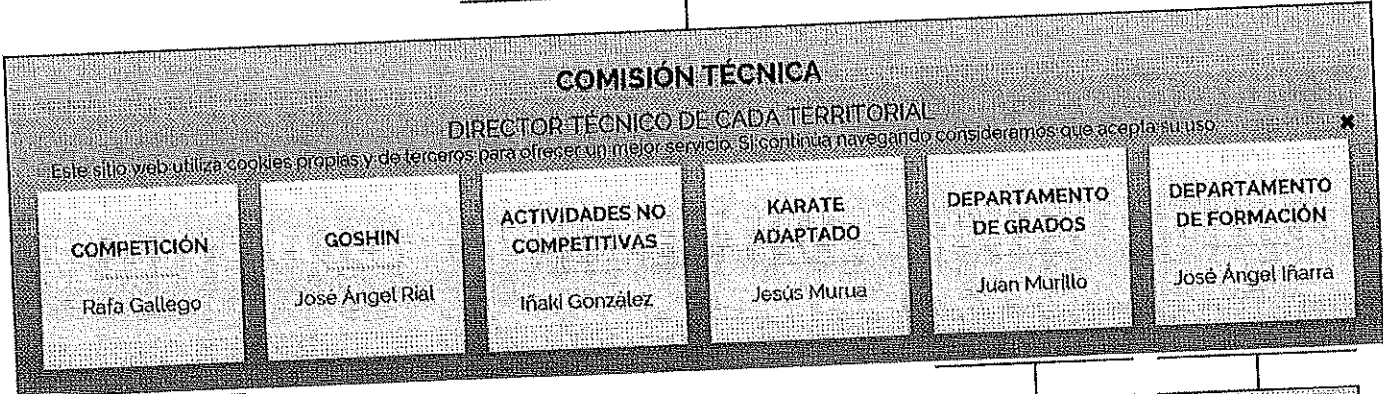 COMISIÓN TÉCNICA
DIRECTOR TÉCNICO DE CADA TERRITORIAL
Este sitio web utiliza cookies propias y de terceros para ofrecer un mejor servicio. Si continúa navegando consideramos que acepta su uso.
COMPETICIÓN
Rafa Gallego
GOSHIN
José Ángel Rial
ACTIVIDADES NO
COMPETITIVAS
Iñaki González
KARATE
ADAPTADO
Jesús Murua
DEPARTAMENTO
DE GRADOS
Juan Murillo
DEPARTAMENTO
DE FORMACIÓN
José Ángel Iñarra